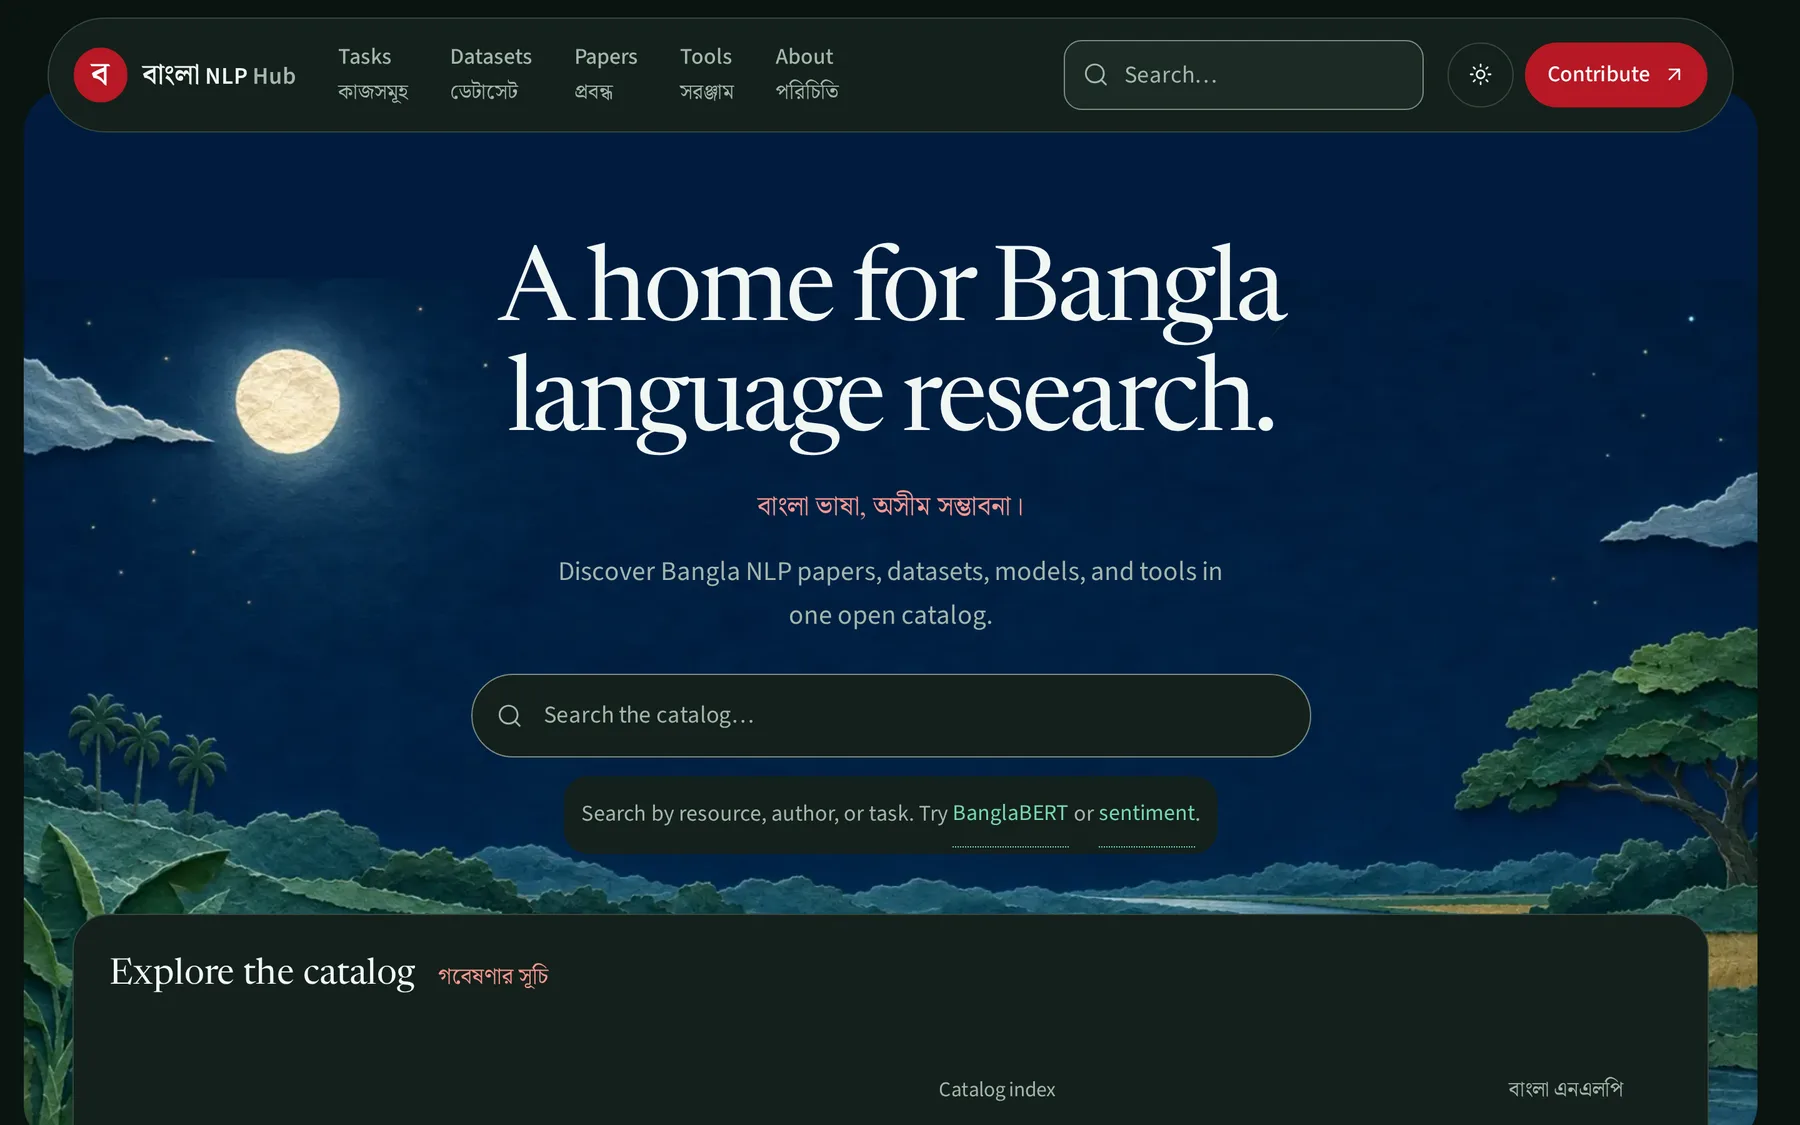 ব বাংলা NLP Hub
Tasks
কাজসমূহ
Datasets
ডেটাসেট
Papers
প্রবন্ধ
Tools
সরঞ্জাম
About
পরিচিতি
Search…
Contribute
A home for Bangla
language research.
বাংলা ভাষা, অসীম সম্ভাবনা।
Discover Bangla NLP papers, datasets, models, and tools in
one open catalog.
Search the catalog…
Search by resource, author, or task. Try BanglaBERT or sentiment.
Explore the catalog গবেষণার সূচি
Catalog index
বাংলা এনএলপি